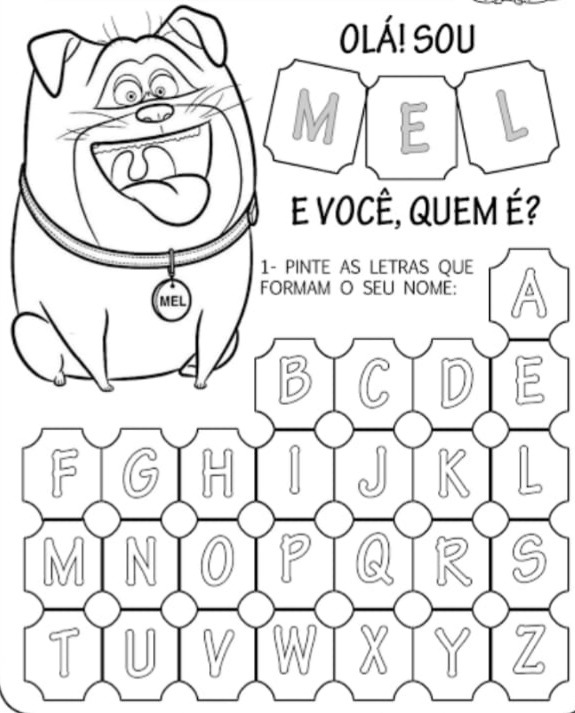 OLÁ! SOU
MEL
E VOCÊ, QUEM É?
1- PINTE AS LETRAS QUE
FORMAM O SEU NOME:
MEL
A
B C D E
F G H I J K L
M N O P Q R S
T U V W X Y Z